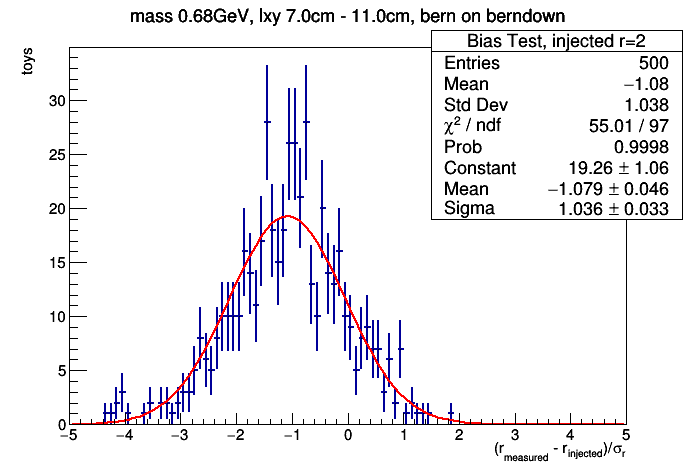 mass 0.68GeV, lxy 7.0cm - 11.0cm, bern on berndown
Bias Test, injected r=2
Entries 500
Mean −1.08
Std Dev 1.038
χ² / ndf 55.01 / 97
Prob 0.9998
Constant 19.26 ± 1.06
Mean −1.079 ± 0.046
Sigma 1.036 ± 0.033
toys
30
25
20
15
10
5
0
−5 −4 −3 −2 −1 0 1 2 3 4 5
(r_measured - r_injected)/σ_r